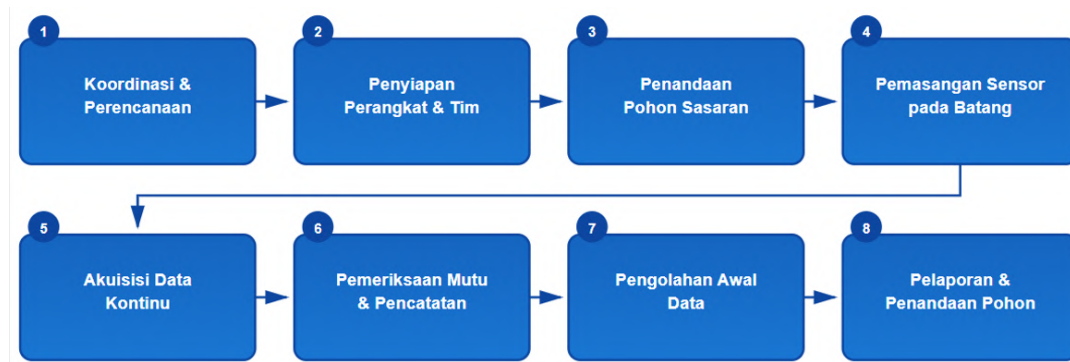 1
Koordinasi &
Perencanaan
2
Penyiapan
Perangkat & Tim
3
Penandaan
Pohon Sasaran
4
Pemasangan Sensor
pada Batang
5
Akuisisi Data
Kontinu
6
Pemeriksaan Mutu
& Pencatatan
7
Pengolahan Awal
Data
8
Pelaporan &
Penandaan Pohon